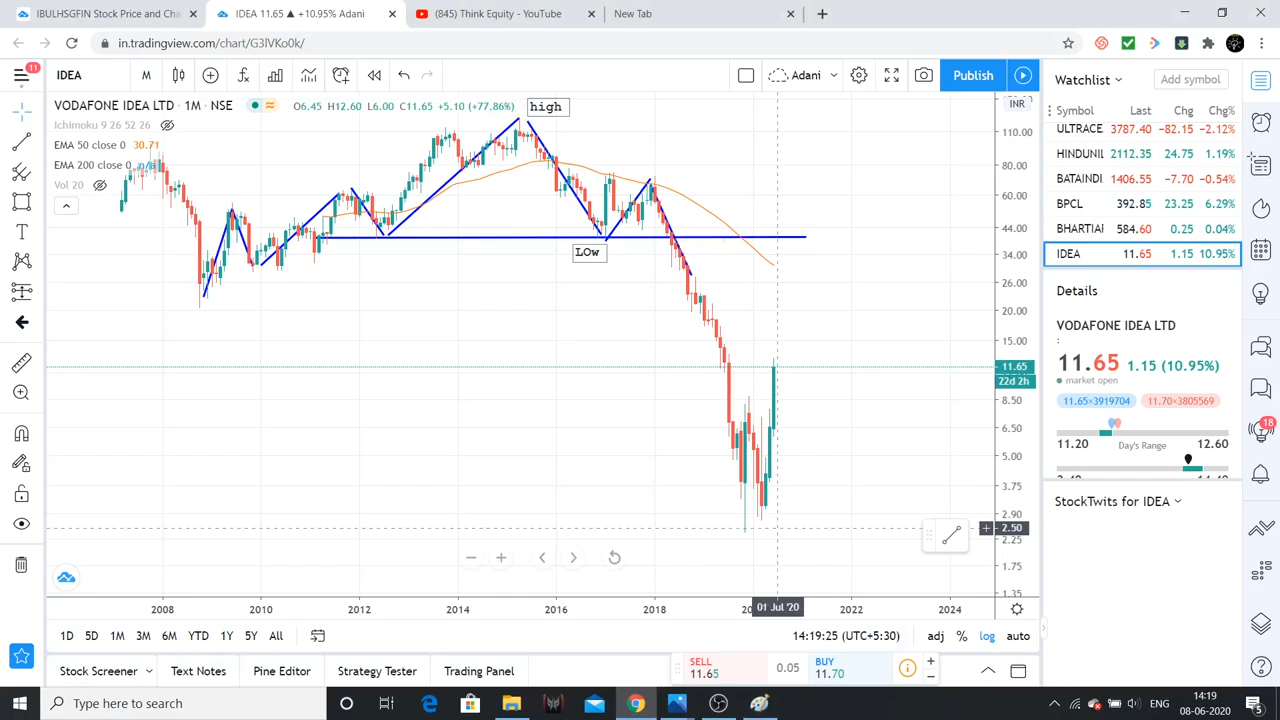 IBULHSGFIN Stock Price and Cha
IDEA 11.65 ▲ +10.95% Adani
(845) Think Equity - YouTube
New Tab
in.tradingview.com/chart/G3lVKo0k/
11
IDEA
M
Adani
Publish
Watchlist
Add symbol
VODAFONE IDEA LTD · 1M · NSE
O6.45 H12.60 L6.00 C11.65 +5.10 (+77.86%)
high
INR
Ichimoku 9 26 52 26
EMA 50 close 0 30.71
EMA 200 close 0 n/a
Vol 20
LOw
110.00
80.00
60.00
44.00
34.00
26.00
20.00
15.00
11.65
22d 2h
8.50
6.50
5.00
3.75
2.90
2.50
2.25
1.75
1.35
Symbol Last Chg Chg%
ULTRACE 3787.40 −82.15 −2.12%
HINDUNIL 2112.35 24.75 1.19%
BATAINDI 1406.55 −7.70 −0.54%
BPCL 392.85 23.25 6.29%
BHARTIAR 584.60 0.25 0.04%
IDEA 11.65 1.15 10.95%
Details
VODAFONE IDEA LTD
:
11.65 1.15 (10.95%)
market open
11.65×3919704 11.70×3805569
11.20 Day's Range 12.60
StockTwits for IDEA
18
2008 2010 2012 2014 2016 2018 01 Jul '20 2022 2024
1D 5D 1M 3M 6M YTD 1Y 5Y All
14:19:25 (UTC+5:30) adj % log auto
Stock Screener Text Notes Pine Editor Strategy Tester Trading Panel
SELL
11.65
0.05
BUY
11.70
Type here to search
ENG
14:19
08-06-2020
5